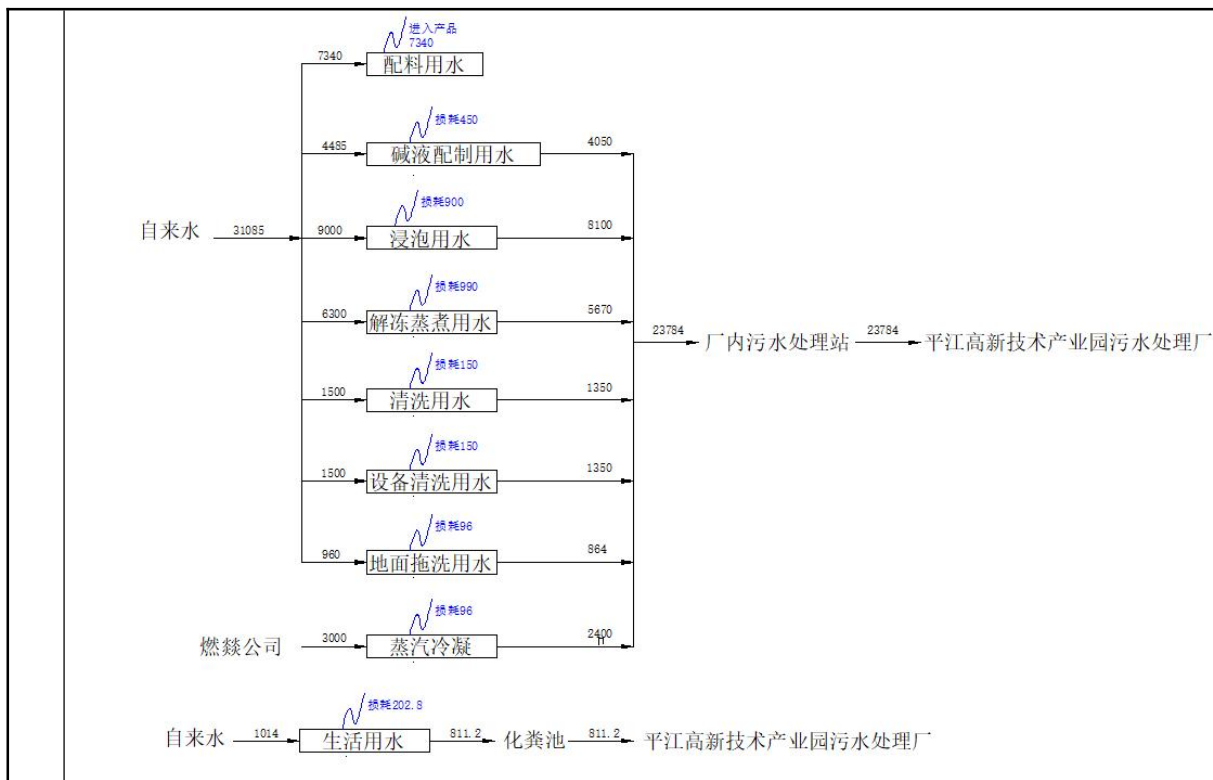 进入产品
7340
7340
配料用水
损耗450
4485
碱液配制用水
4050
损耗900
自来水
31085
9000
浸泡用水
8100
损耗990
6300
解冻蒸煮用水
5670
23784
厂内污水处理站
23784
平江高新技术产业园污水处理厂
损耗150
1500
清洗用水
1350
损耗150
1500
设备清洗用水
1350
损耗96
960
地面拖洗用水
864
损耗96
燃燚公司
3000
蒸汽冷凝
2400
损耗202.8
自来水
1014
生活用水
811.2
化粪池
811.2
平江高新技术产业园污水处理厂